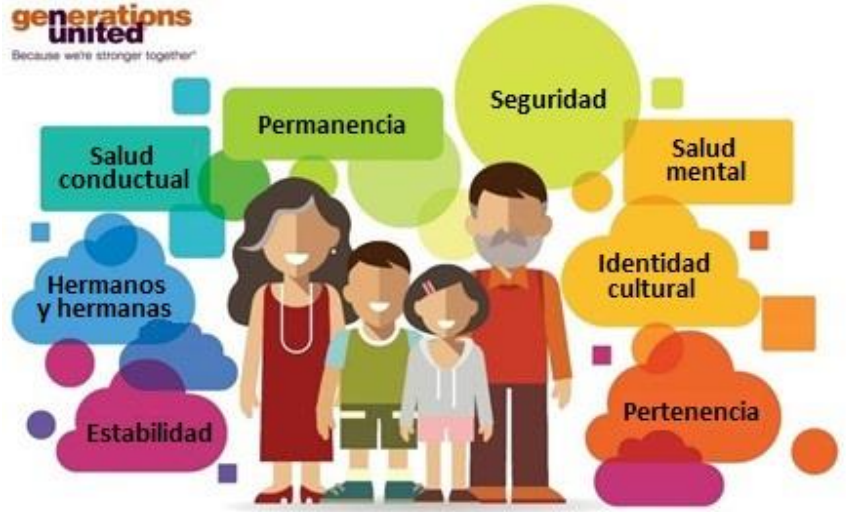 generations
united
Because we're stronger together®
Permanencia
Seguridad
Salud
conductual
Salud
mental
Hermanos
y hermanas
Identidad
cultural
Estabilidad
Pertenencia